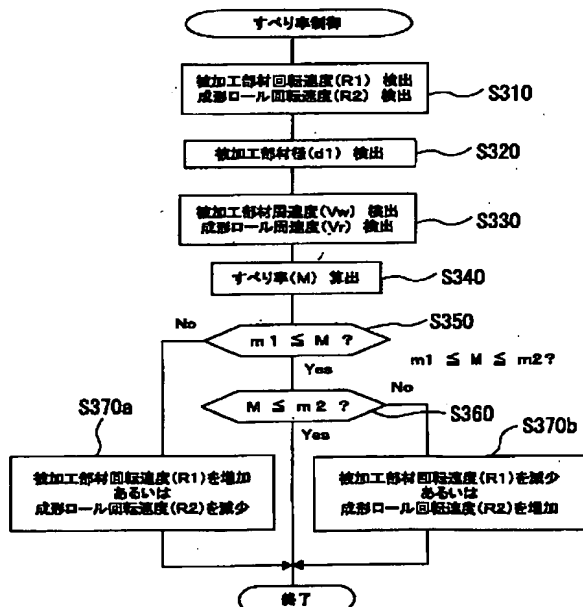 すべり率制御
被加工部材回転速度(R1) 検出
成形ロール回転速度(R2) 検出
S310
被加工部材径(d1) 検出
S320
被加工部材周速度(Vw) 検出
成形ロール周速度(Vr) 検出
S330
すべり率(M) 算出
S340
No
m1 ≦ M ?
S350
Yes
m1 ≦ M ≦ m2?
M ≦ m2 ?
No
S360
Yes
S370a
S370b
被加工部材回転速度(R1)を増加
あるいは
成形ロール回転速度(R2)を減少
被加工部材回転速度(R1)を減少
あるいは
成形ロール回転速度(R2)を増加
終了